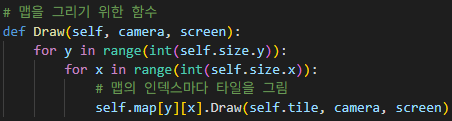 # 맵을 그리기 위한 함수
def Draw(self, camera, screen):
    for y in range(int(self.size.y)):
        for x in range(int(self.size.x)):
            # 맵의 인덱스마다 타일을 그림
            self.map[y][x].Draw(self.tile, camera, screen)